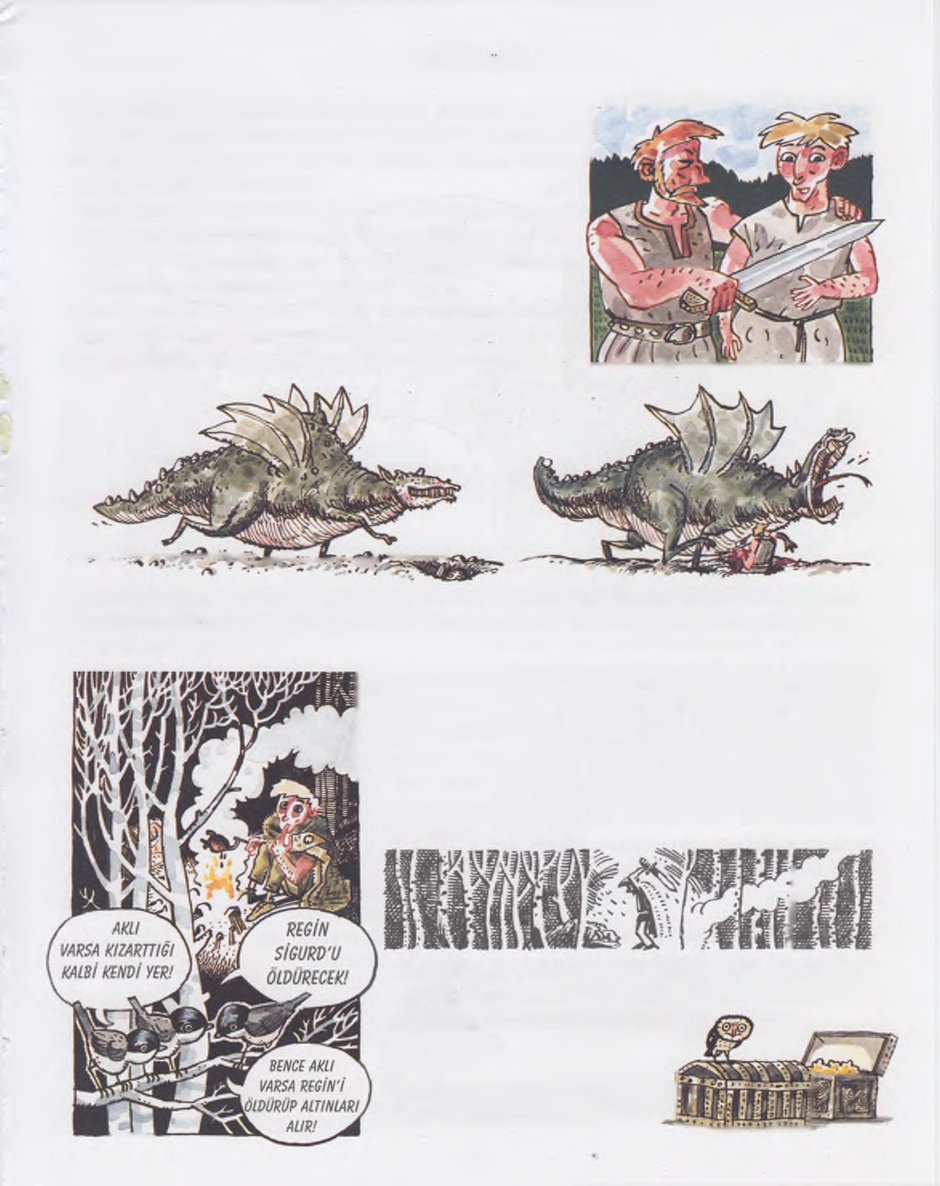 AKLI
VARSA KIZARTTIĞI
KALBİ KENDİ YER!
REGİN
SİGURD'U
ÖLDÜRECEK!
BENCE AKLI
VARSA REGİN'İ
ÖLDÜRÜP ALTINLARI
ALIR!